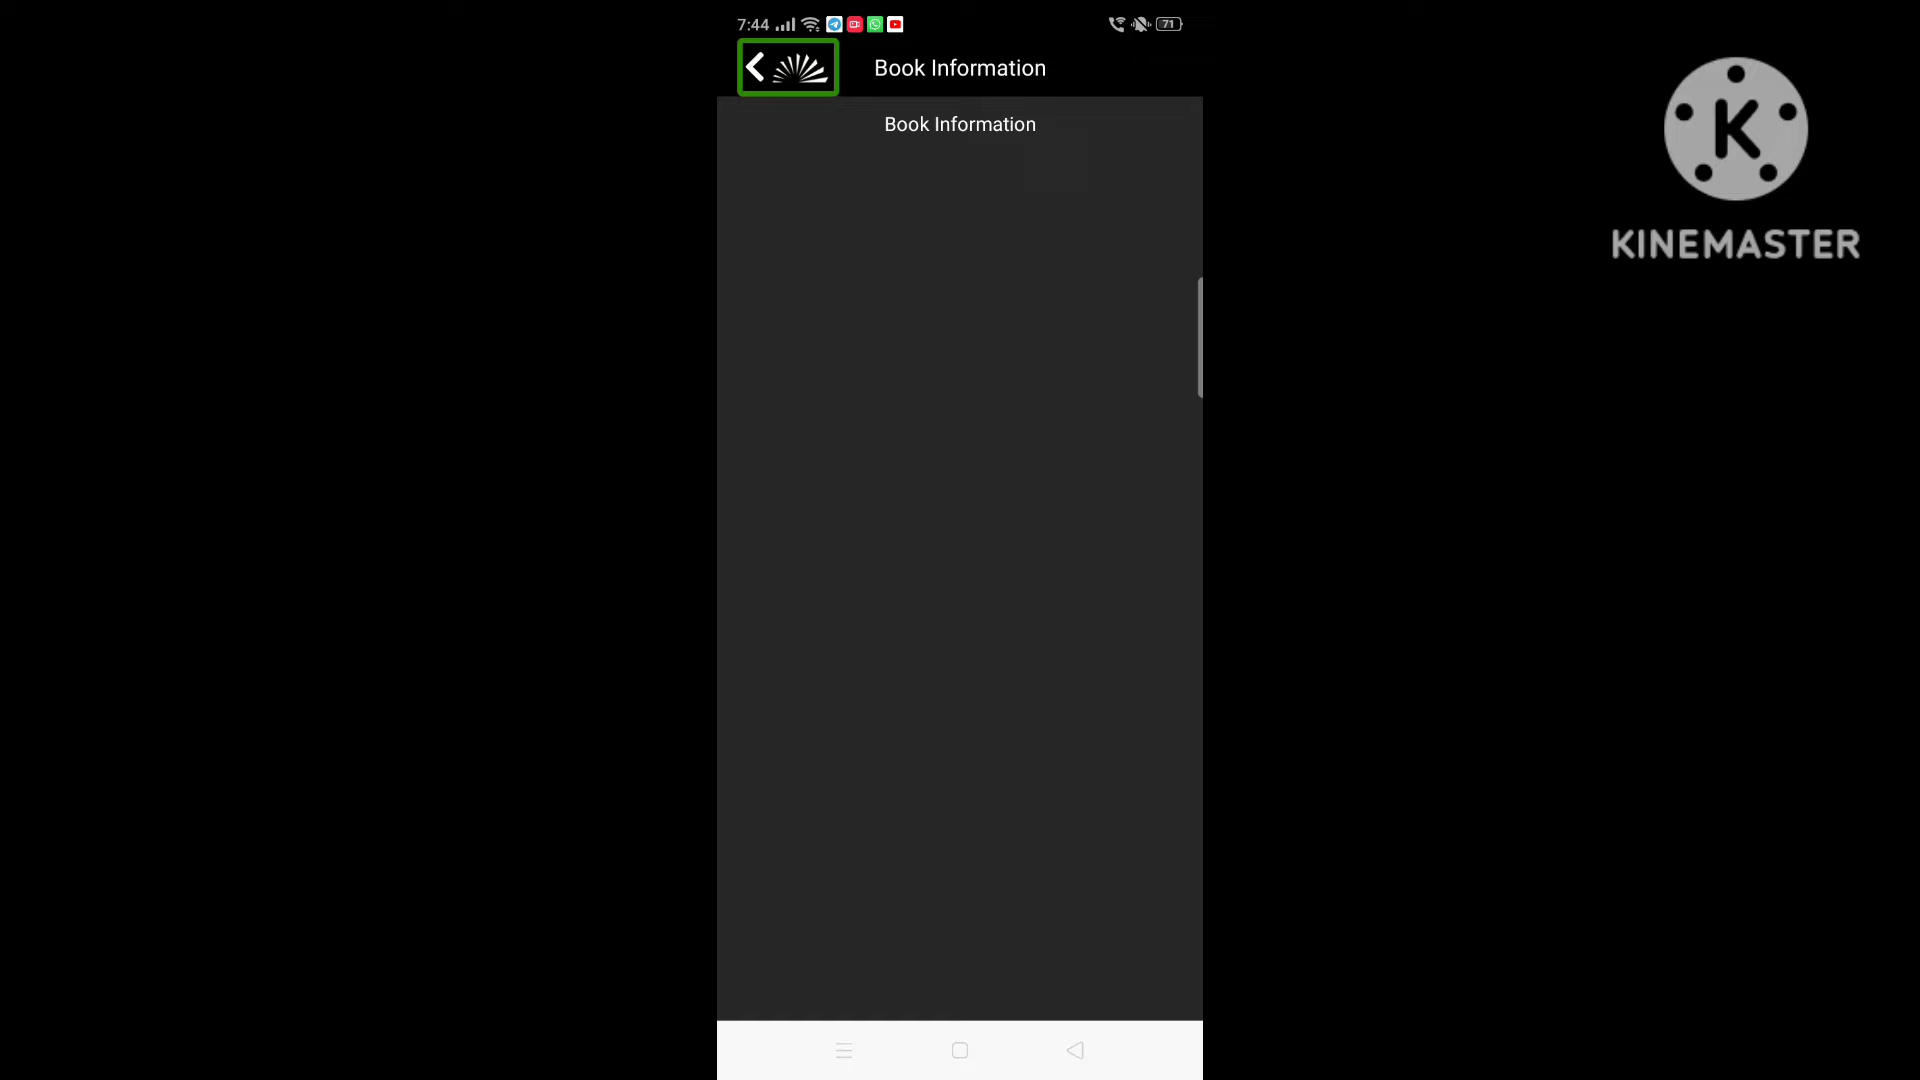 7:44
71
Book Information
Book Information
K
KINEMASTER